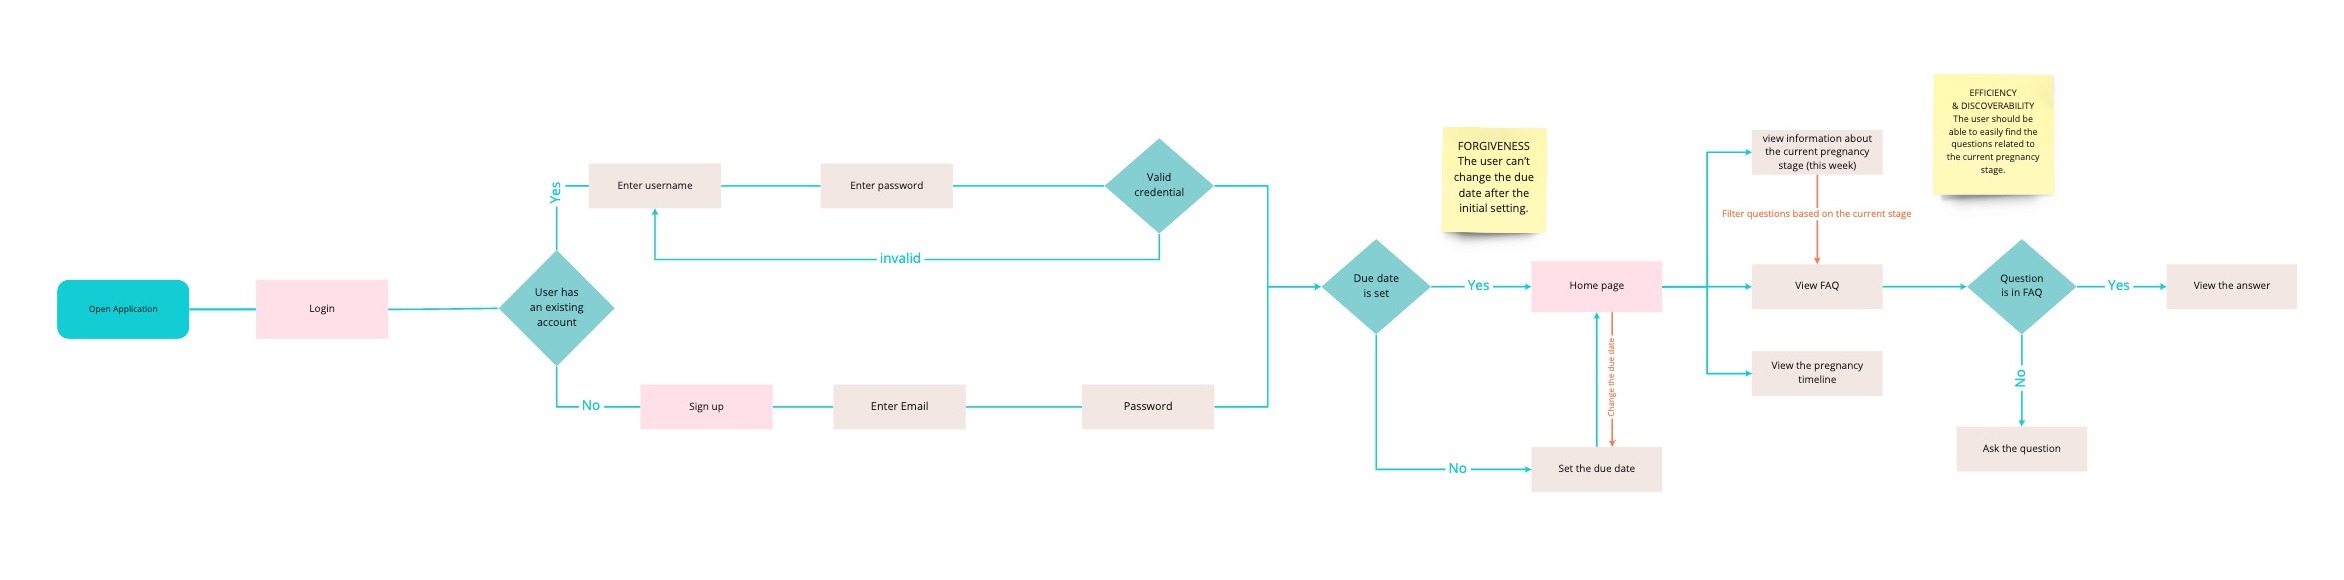 Open Application
Login
User has
an existing
account
Yes
Enter username
Enter password
Valid
credential
invalid
No
Sign up
Enter Email
Password
Due date
is set
FORGIVENESS
The user can't
change the due
date after the
initial setting.
Yes
Home page
Change the due date
No
Set the due date
view information about
the current pregnancy
stage (this week)
Filter questions based on the current stage
View FAQ
View the pregnancy
timeline
EFFICIENCY
& DISCOVERABILITY
The user should be
able to easily find the
questions related to
the current pregnancy
stage.
Question
is in FAQ
Yes
View the answer
No
Ask the question